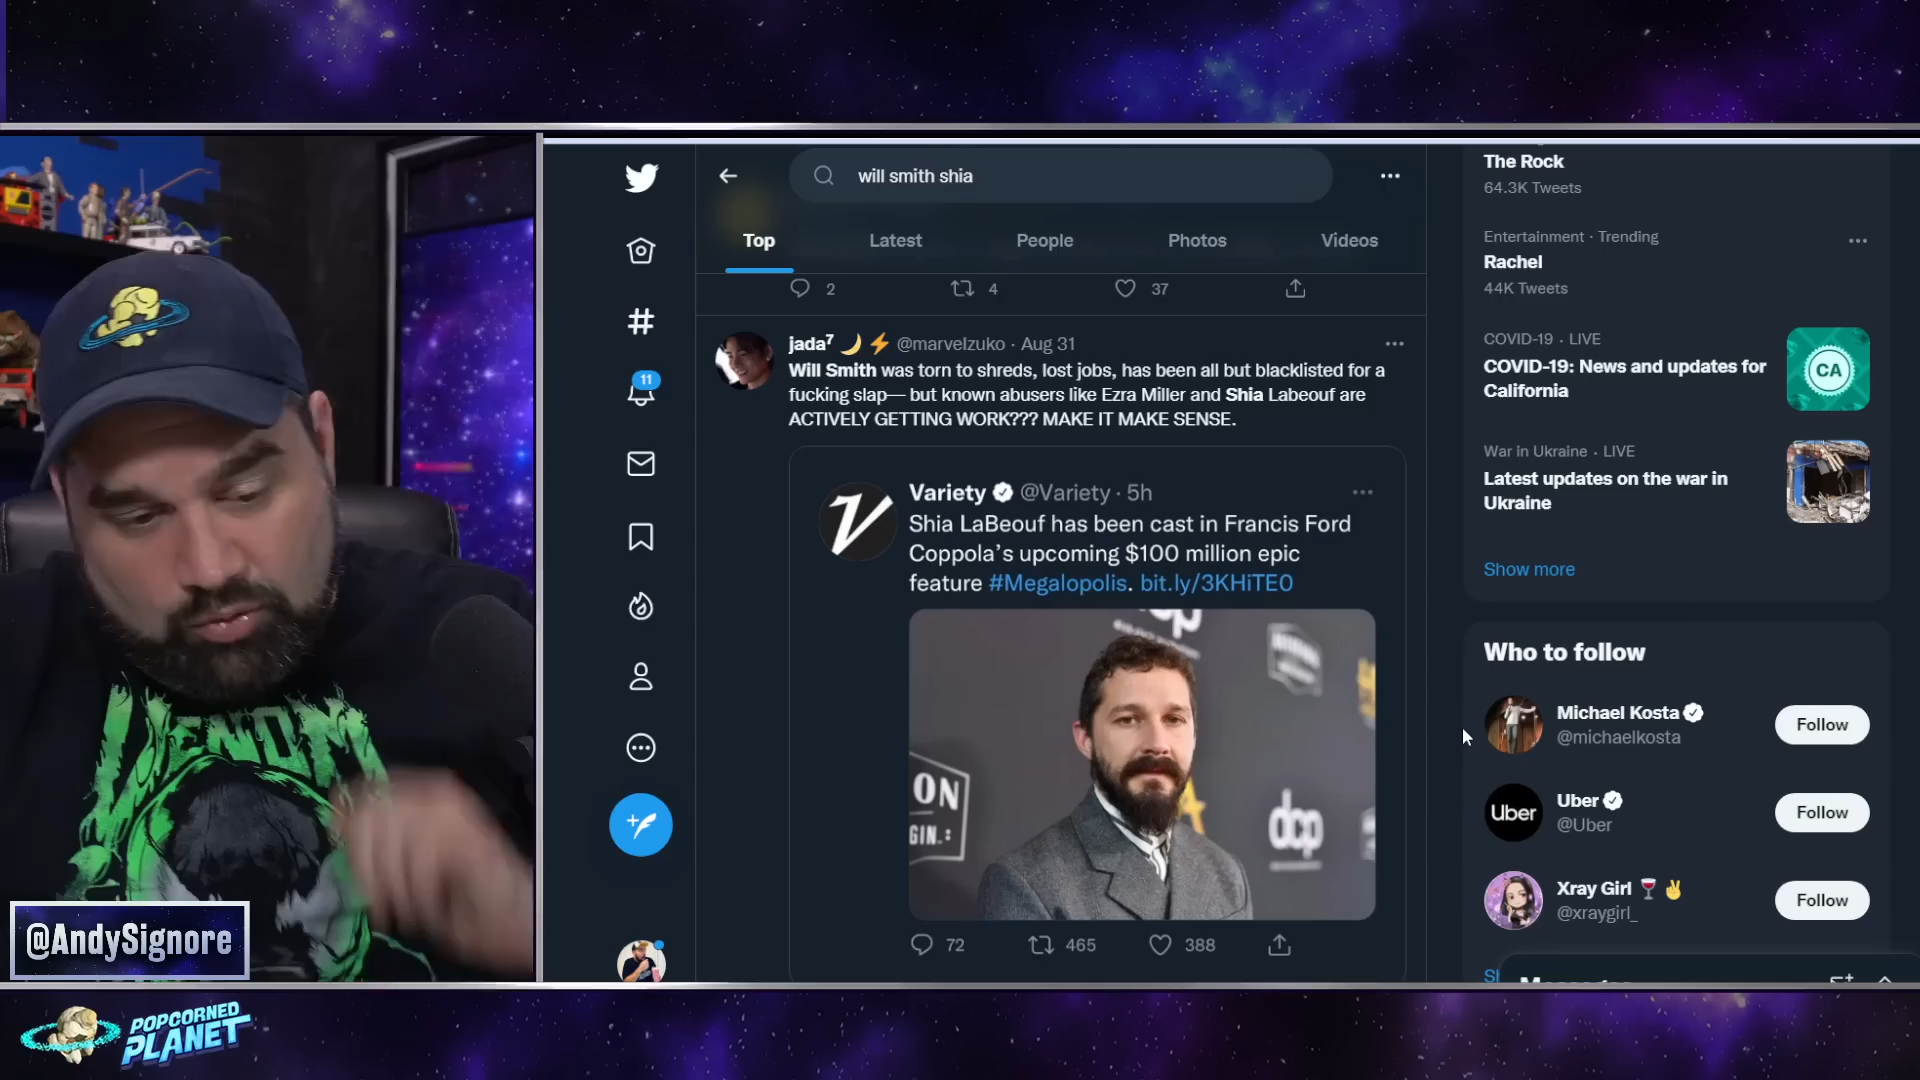 will smith shia
Top
Latest
People
Photos
Videos
2
4
37
jada⁷ 🌙 ⚡ @marvelzuko · Aug 31
Will Smith was torn to shreds, lost jobs, has been all but blacklisted for a
fucking slap— but known abusers like Ezra Miller and Shia Labeouf are
ACTIVELY GETTING WORK??? MAKE IT MAKE SENSE.
Variety @Variety · 5h
Shia LaBeouf has been cast in Francis Ford
Coppola's upcoming $100 million epic
feature #Megalopolis. bit.ly/3KHiTE0
ON
GIN.:
dcp
72
465
388
11
The Rock
64.3K Tweets
Entertainment · Trending
Rachel
44K Tweets
COVID-19 · LIVE
COVID-19: News and updates for
California
CA
War in Ukraine · LIVE
Latest updates on the war in
Ukraine
Show more
Who to follow
Michael Kosta
@michaelkosta
Follow
Uber
Uber
@Uber
Follow
Xray Girl 🍷✌
@xraygirl_
Follow
VENOM
@AndySignore
POPCORNED
PLANET